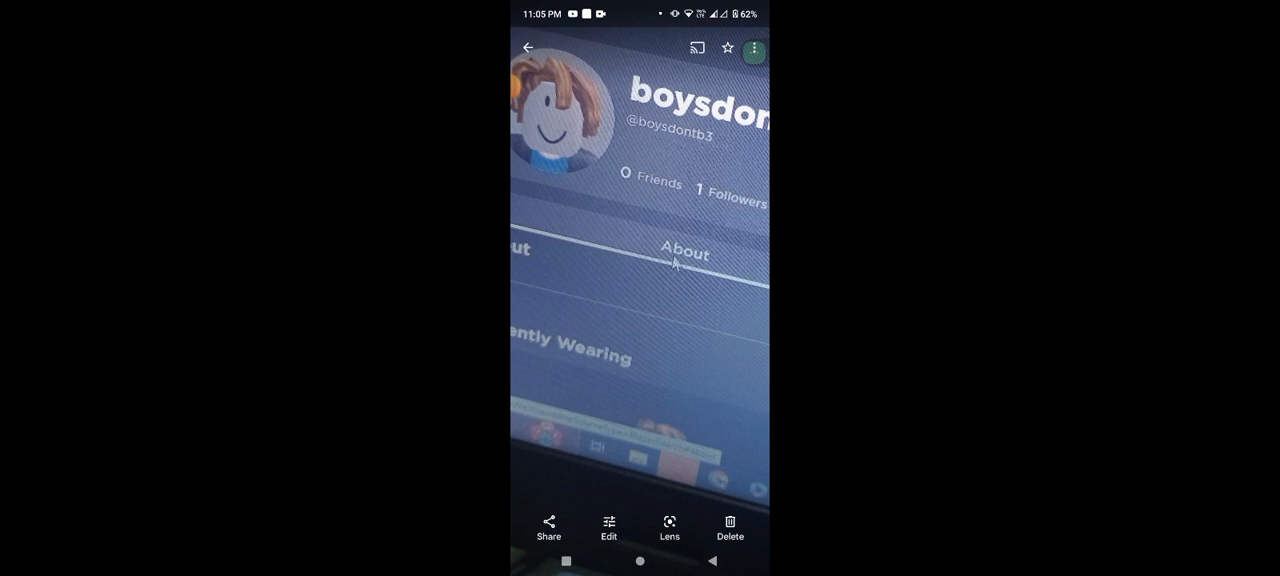 11:05 PM 62%
boysdon
@boysdontb3
0 Friends 1 Followers
ut About
ently Wearing
Share Edit Lens Delete